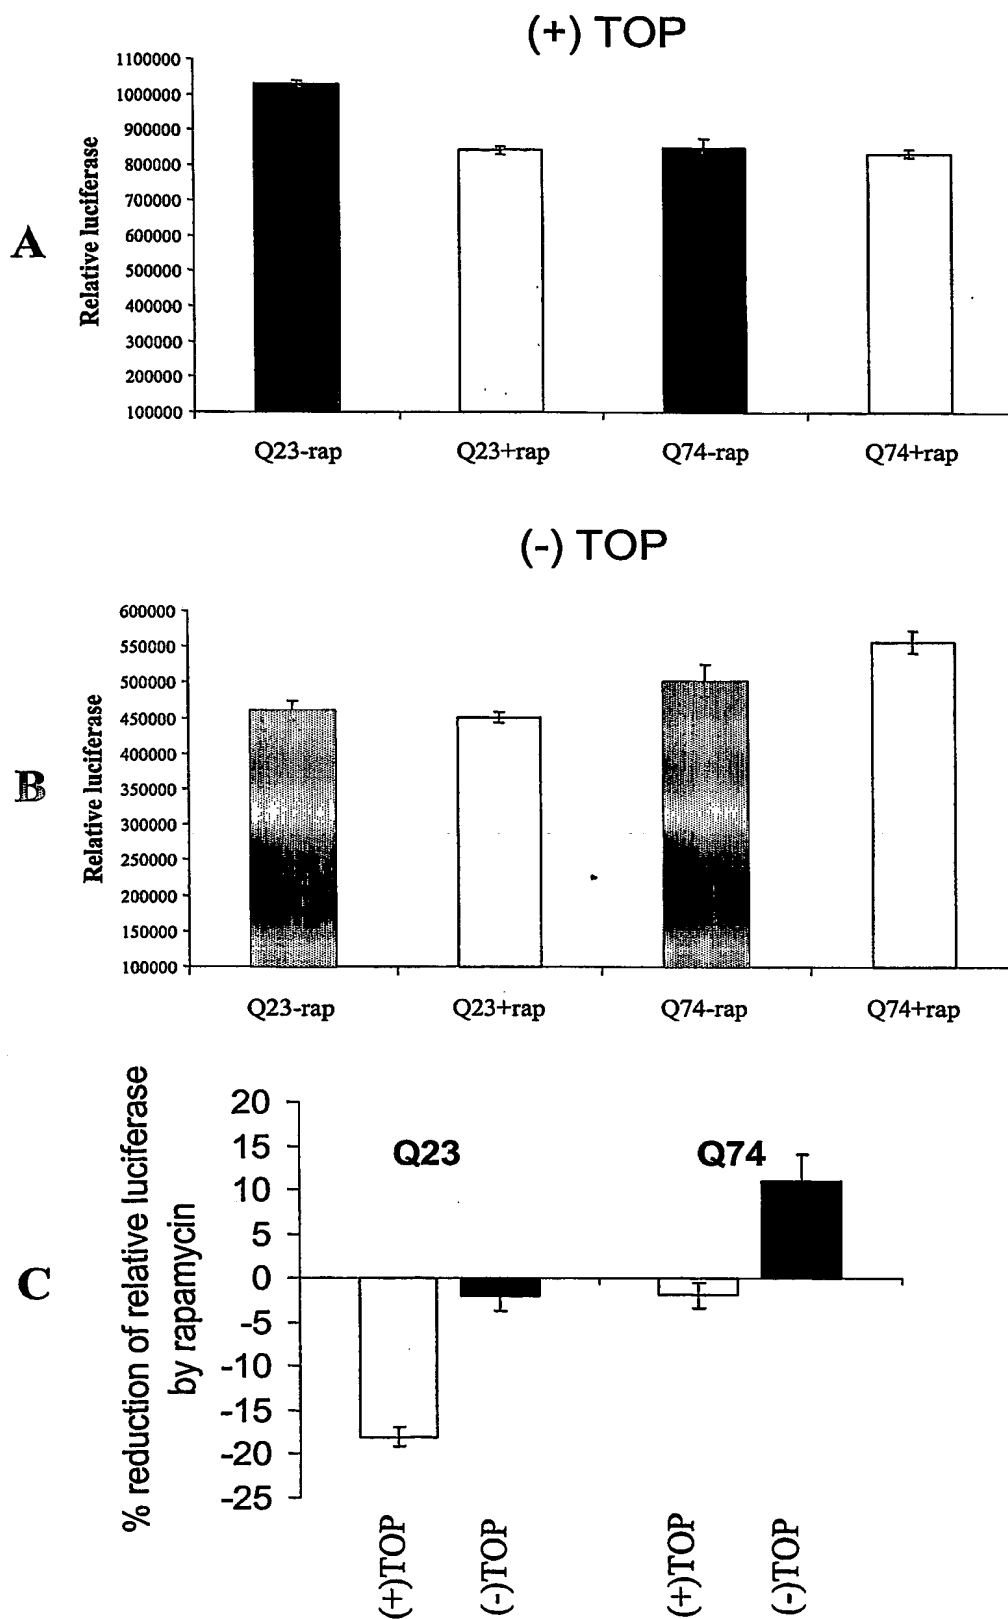 (+) TOP
A
Relative luciferase
1100000
1000000
900000
800000
700000
600000
500000
400000
300000
200000
100000
Q23-rap Q23+rap Q74-rap Q74+rap
(-) TOP
B
Relative luciferase
600000
550000
500000
450000
400000
350000
300000
250000
200000
150000
100000
Q23-rap Q23+rap Q74-rap Q74+rap
C
% reduction of relative luciferase
by rapamycin
20
15
10
5
0
-5
-10
-15
-20
-25
Q23 Q74
(+)TOP (-)TOP (+)TOP (-)TOP